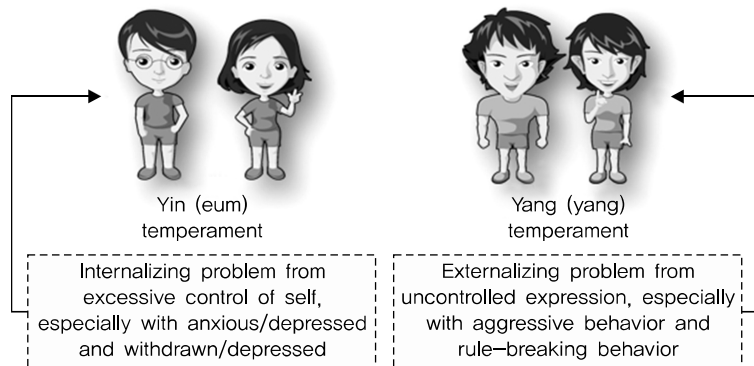 Yin (eum)
temperament
Yang (yang)
temperament
Internalizing problem from
excessive control of self,
especially with anxious/depressed
and withdrawn/depressed
Externalizing problem from
uncontrolled expression, especially
with aggressive behavior and
rule-breaking behavior